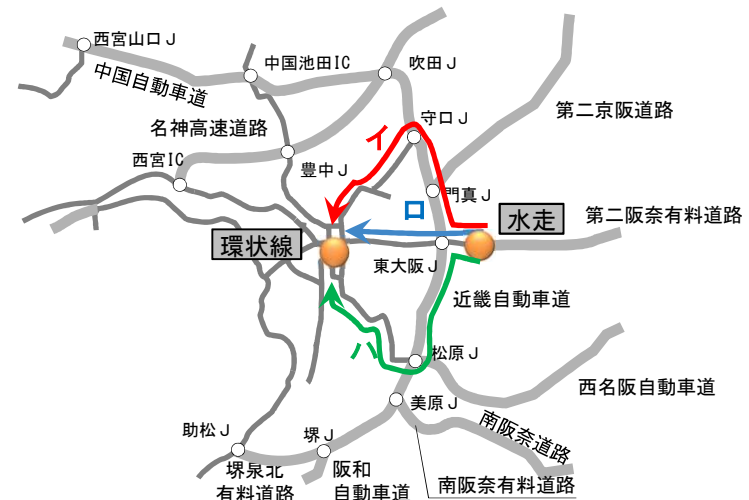 西宮山口Ｊ
中国自動車道
中国池田IC
吹田Ｊ
守口Ｊ
第二京阪道路
名神高速道路
イ
西宮IC
豊中Ｊ
門真Ｊ
ロ
水走
第二阪奈有料道路
環状線
東大阪Ｊ
近畿自動車道
ハ
松原Ｊ
西名阪自動車道
美原Ｊ
南阪奈道路
助松Ｊ
堺Ｊ
堺泉北
有料道路
阪和
自動車道
南阪奈有料道路